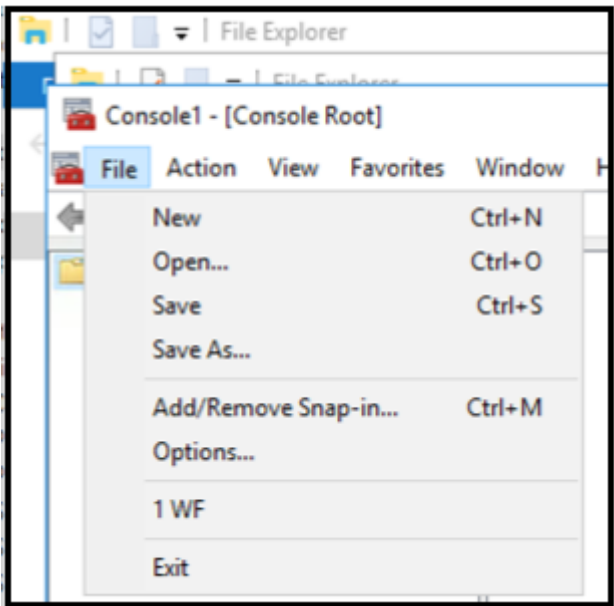 File Explorer
File Explorer
Console1 - [Console Root]
File Action View Favorites Window H
New Ctrl+N
Open... Ctrl+O
Save Ctrl+S
Save As...
Add/Remove Snap-in... Ctrl+M
Options...
1 WF
Exit